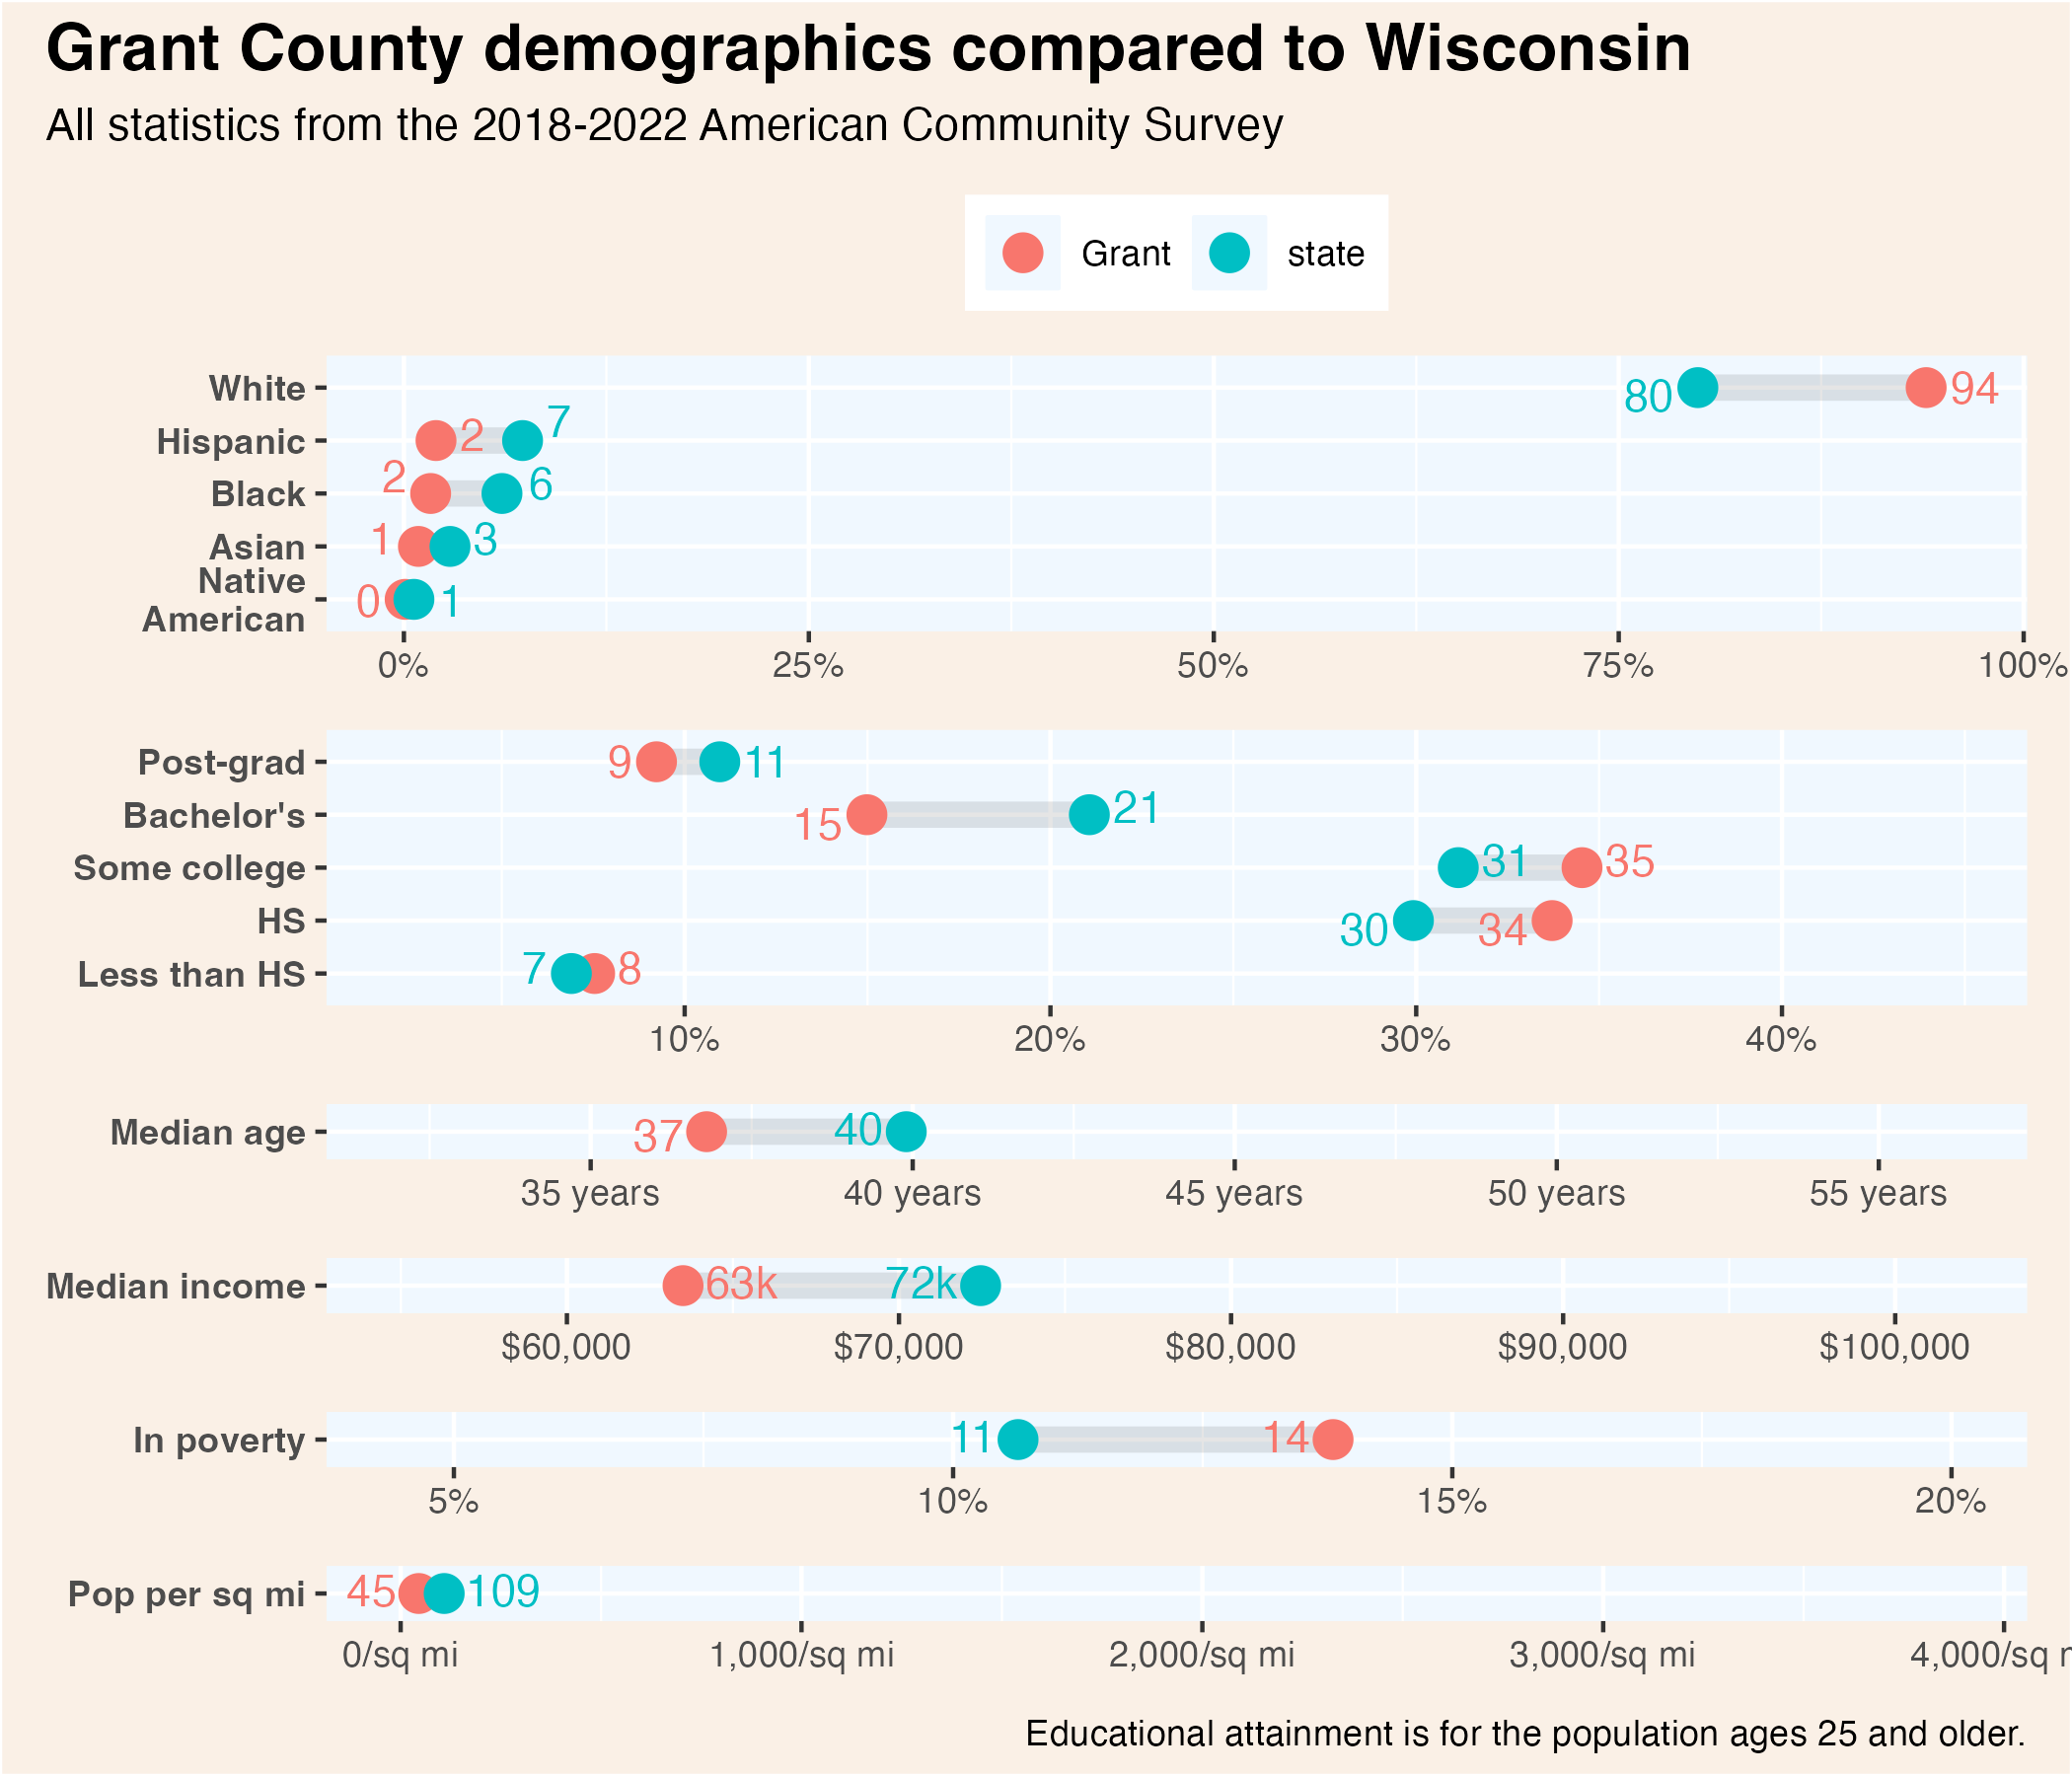 Grant County demographics compared to Wisconsin
All statistics from the 2018-2022 American Community Survey
Grant state
White 80 94
Hispanic 2 7
Black 2 6
Asian 1 3
Native
American 0 1
0% 25% 50% 75% 100%
Post-grad 9 11
Bachelor's 15 21
Some college 31 35
HS 30 34
Less than HS 7 8
10% 20% 30% 40%
Median age 37 40
35 years 40 years 45 years 50 years 55 years
Median income 63k 72k
$60,000 $70,000 $80,000 $90,000 $100,000
In poverty 11 14
5% 10% 15% 20%
Pop per sq mi 45 109
0/sq mi 1,000/sq mi 2,000/sq mi 3,000/sq mi 4,000/sq
Educational attainment is for the population ages 25 and older.